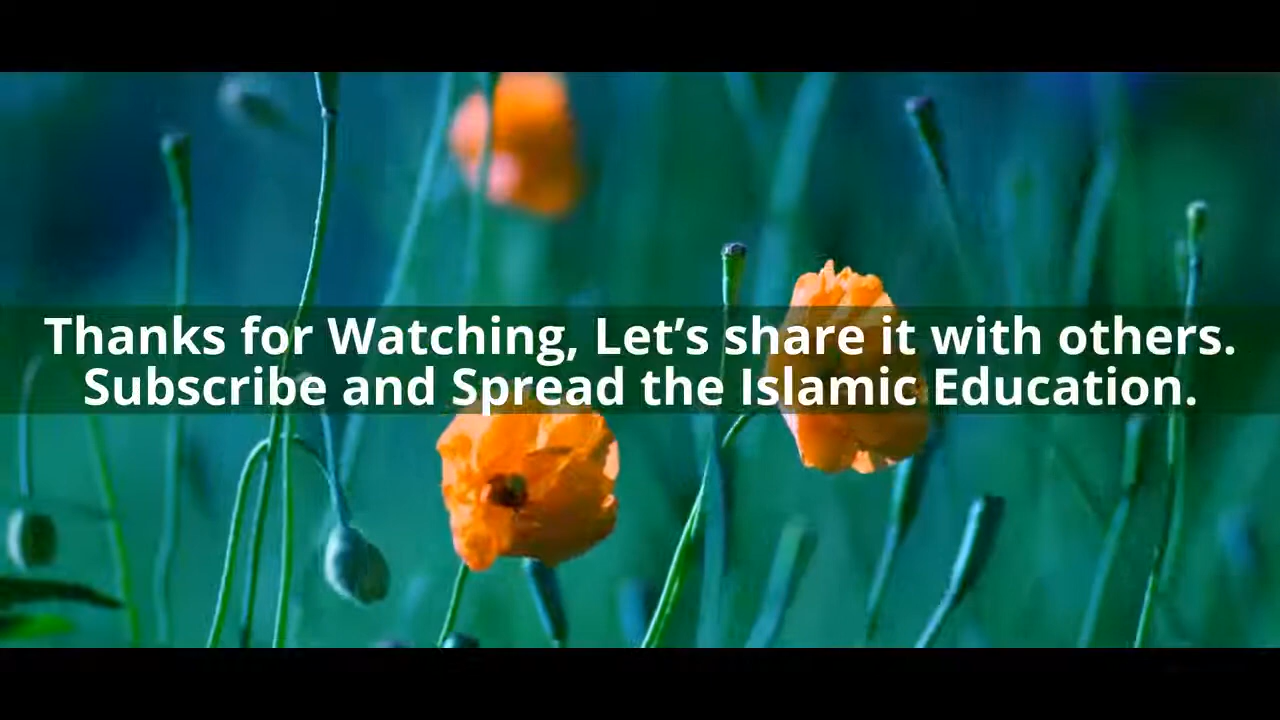 Thanks for Watching, Let’s share it with others.
Subscribe and Spread the Islamic Education.